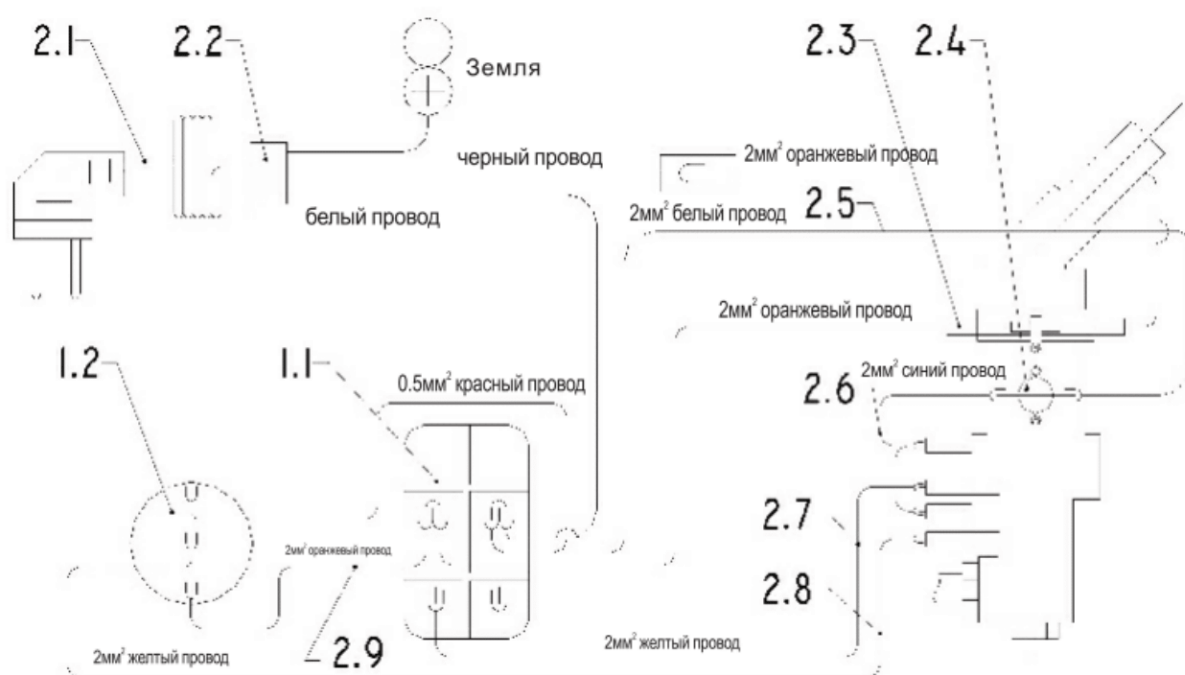 2.1
2.2
2.3
2.4
Земля
черный провод
2мм² оранжевый провод
белый провод
2мм² белый провод
2.5
2мм² оранжевый провод
1.2
1.1
0.5мм² красный провод
2.6
2мм² синий провод
2.7
2мм² оранжевый провод
2.8
2мм² желтый провод
2.9
2мм² желтый провод